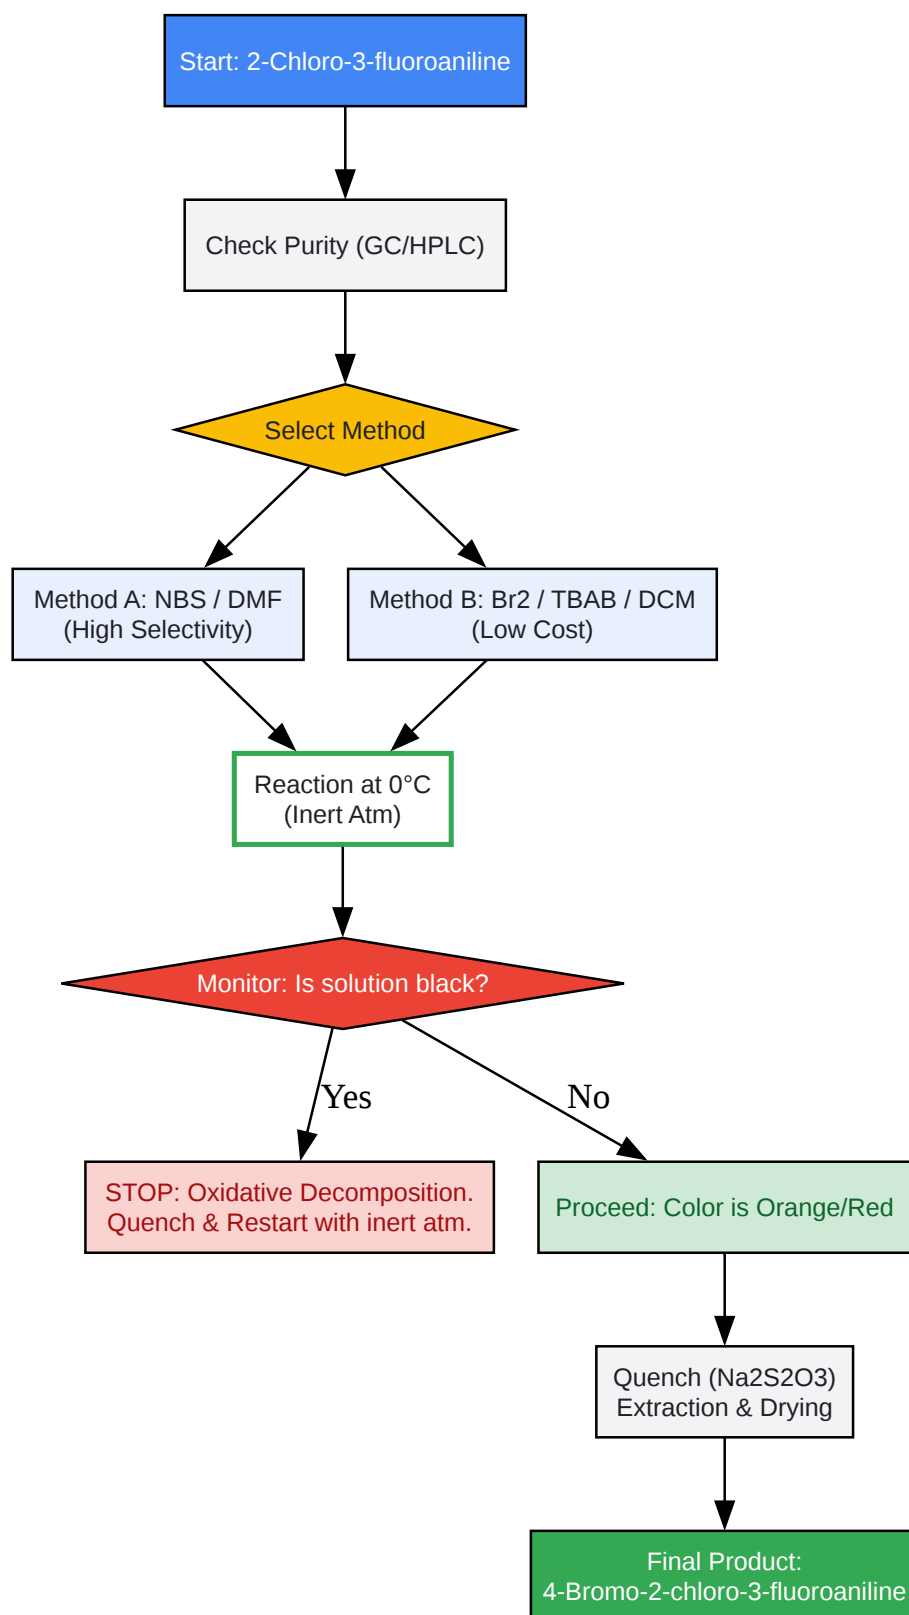 Start: 2-Chloro-3-fluoroaniline
Check Purity (GC/HPLC)
Select Method
Method A: NBS / DMF
(High Selectivity)
Method B: Br2 / TBAB / DCM
(Low Cost)
Reaction at 0°C
(Inert Atm)
Monitor: Is solution black?
Yes
No
STOP: Oxidative Decomposition.
Quench & Restart with inert atm.
Proceed: Color is Orange/Red
Quench (Na2S2O3)
Extraction & Drying
Final Product:
4-Bromo-2-chloro-3-fluoroaniline